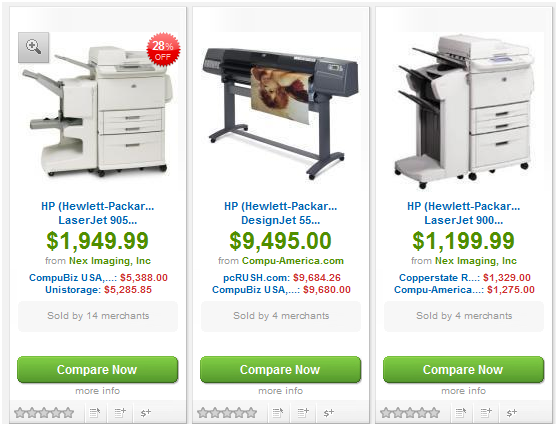 28%
OFF
HP (Hewlett-Packar...
LaserJet 905...
$1,949.99
from Nex Imaging, Inc
CompuBiz USA,...: $5,388.00
Unistorage: $5,285.85
Sold by 14 merchants
Compare Now
more info
$+
HP (Hewlett-Packar...
DesignJet 55...
$9,495.00
from Compu-America.com
pcRUSH.com: $9,684.26
CompuBiz USA,...: $9,680.00
Sold by 4 merchants
Compare Now
more info
$+
HP (Hewlett-Packar...
LaserJet 900...
$1,199.99
from Nex Imaging, Inc
Copperstate R...: $1,329.00
Compu-America...: $1,275.00
Sold by 4 merchants
Compare Now
more info
$+